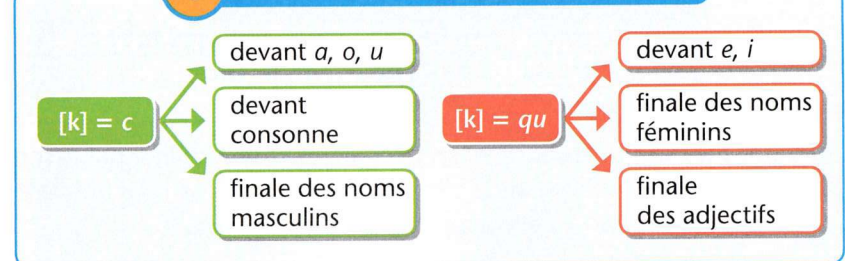 [k] = c
devant a, o, u
devant
consonne
finale des noms
masculins
[k] = qu
devant e, i
finale des noms
féminins
finale
des adjectifs